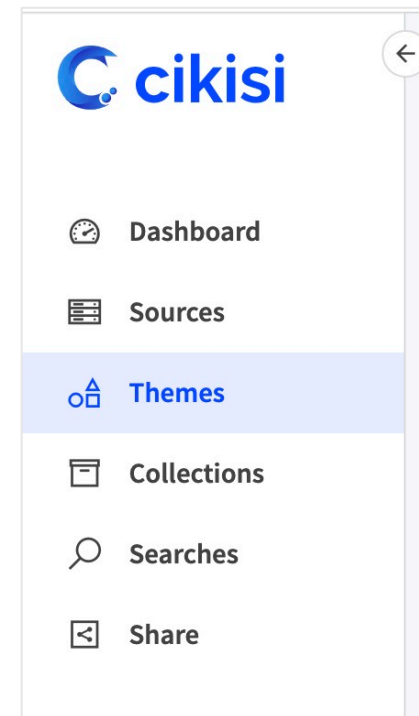 cikisi
Dashboard
Sources
Themes
Collections
Searches
Share